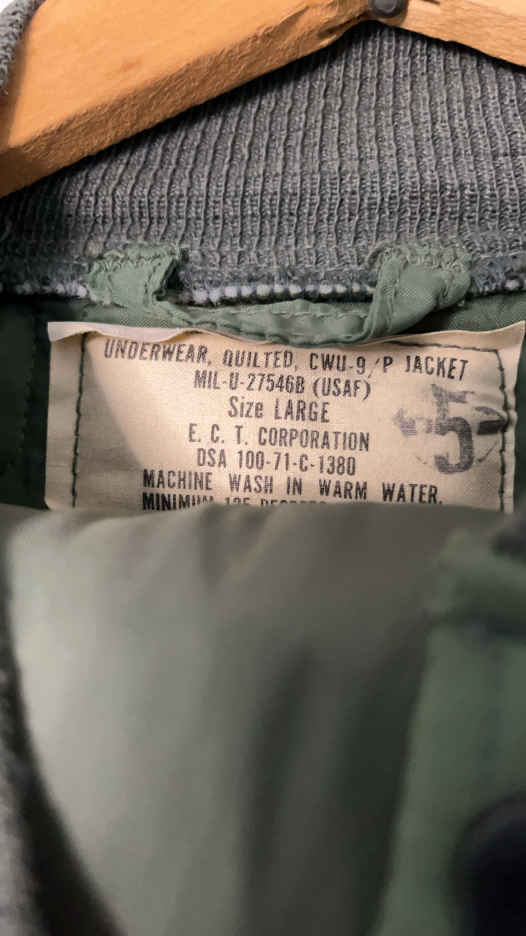 UNDERWEAR, QUILTED, CWU-9/P JACKET
MIL-U-27546B (USAF)
Size LARGE
5
E. C. T. CORPORATION
DSA 100-71-C-1380
MACHINE WASH IN WARM WATER.
MINIMUM